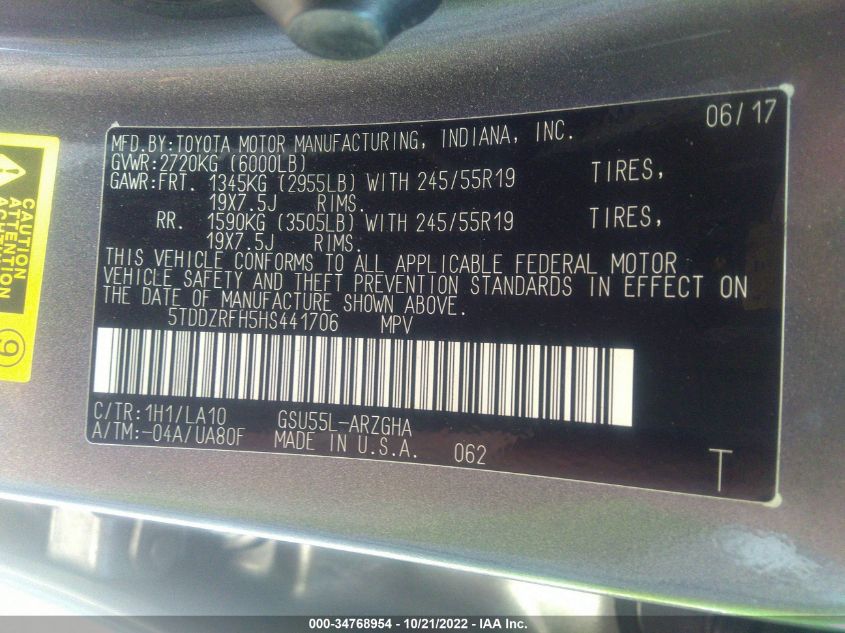 06/17
MFD.BY:TOYOTA MOTOR MANUFACTURING, INDIANA, INC.
GVWR:2720KG (6000LB)
GAWR:FRT. 1345KG (2955LB) WITH 245/55R19 TIRES,
19X7.5J RIMS.
RR. 1590KG (3505LB) WITH 245/55R19 TIRES,
19X7.5J RIMS.
THIS VEHICLE CONFORMS TO ALL APPLICABLE FEDERAL MOTOR
VEHICLE SAFETY AND THEFT PREVENTION STANDARDS IN EFFECT ON
THE DATE OF MANUFACTURE SHOWN ABOVE.
5TDDZRFH5HS441706 MPV
C/TR:1H1/LA10 GSU55L-ARZGHA
A/TM:-04A/UA80F MADE IN U.S.A. 062
T
CAUTION
ATTENTION
9
000-34768954 - 10/21/2022 - IAA Inc.